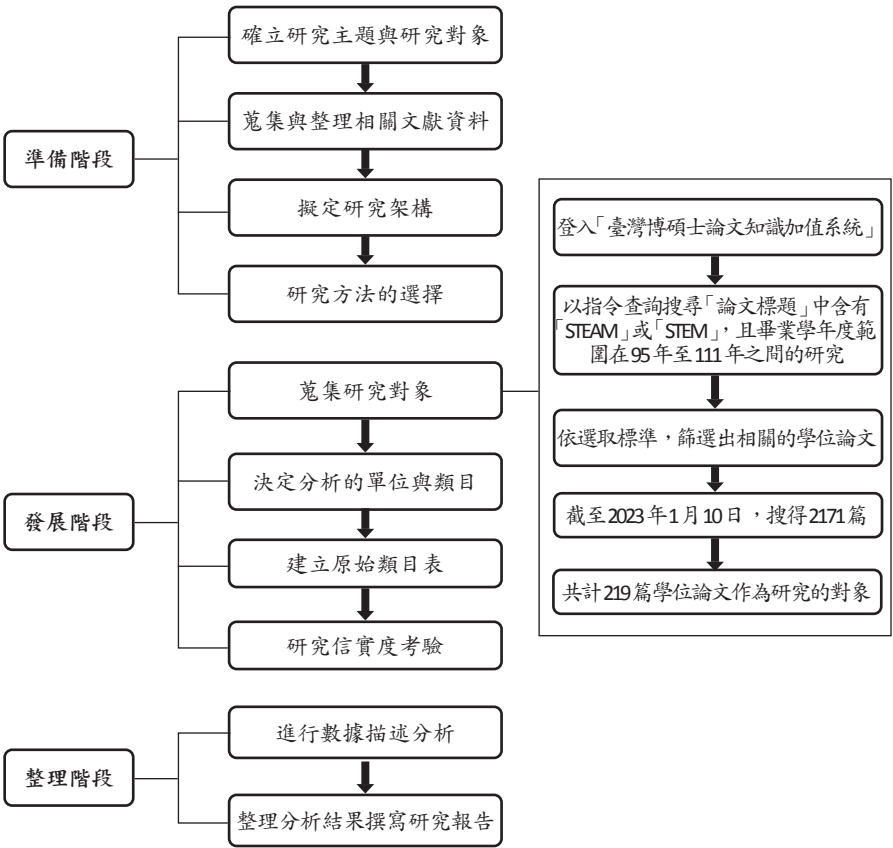 準備階段
確立研究主題與研究對象
蒐集與整理相關文獻資料
擬定研究架構
研究方法的選擇
發展階段
蒐集研究對象
決定分析的單位與類目
建立原始類目表
研究信實度考驗
登入「臺灣博碩士論文知識加值系統」
以指令查詢搜尋「論文標題」中含有
「STEAM」或「STEM」，且畢業學年度範
圍在95年至111年之間的研究
依選取標準，篩選出相關的學位論文
截至2023年1月10日，搜得2171篇
共計219篇學位論文作為研究的對象
整理階段
進行數據描述分析
整理分析結果撰寫研究報告